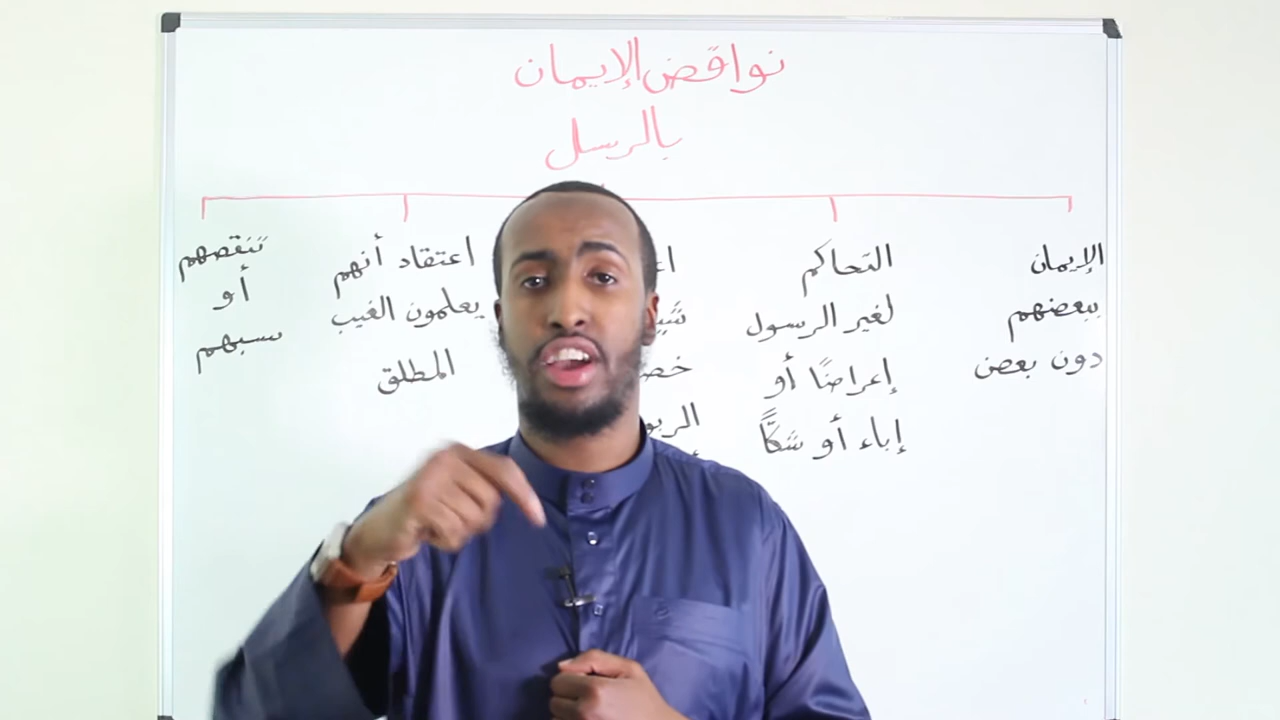 نواقض الإيمان
بالرسل
الإيمان
ببعضهم
دون بعض
التحاكم
لغير الرسول
إعراضًا أو
إباء أو شكًّا
اعتقاد أنهم
يعلمون الغيب
المطلق
تنقصهم
أو
سبهم